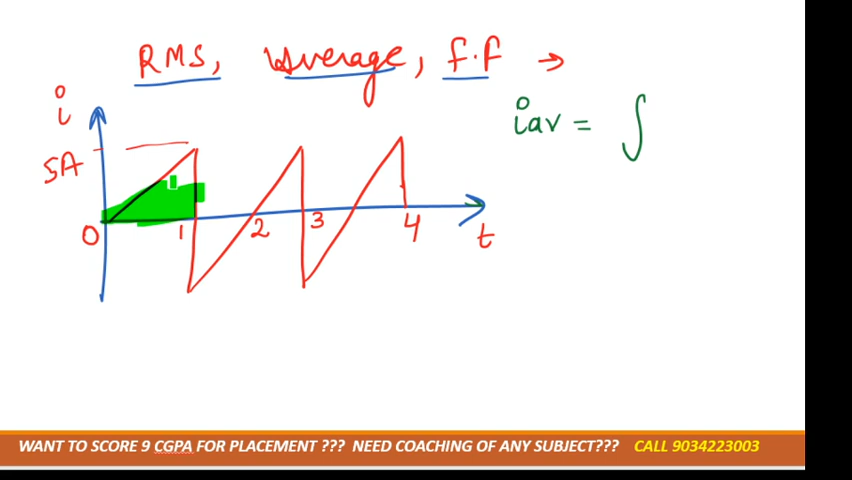 RMS, Average, f.f →
i
iav = ∫
5A
0 1 2 3 4 t
WANT TO SCORE 9 CGPA FOR PLACEMENT ??? NEED COACHING OF ANY SUBJECT??? CALL 9034223003